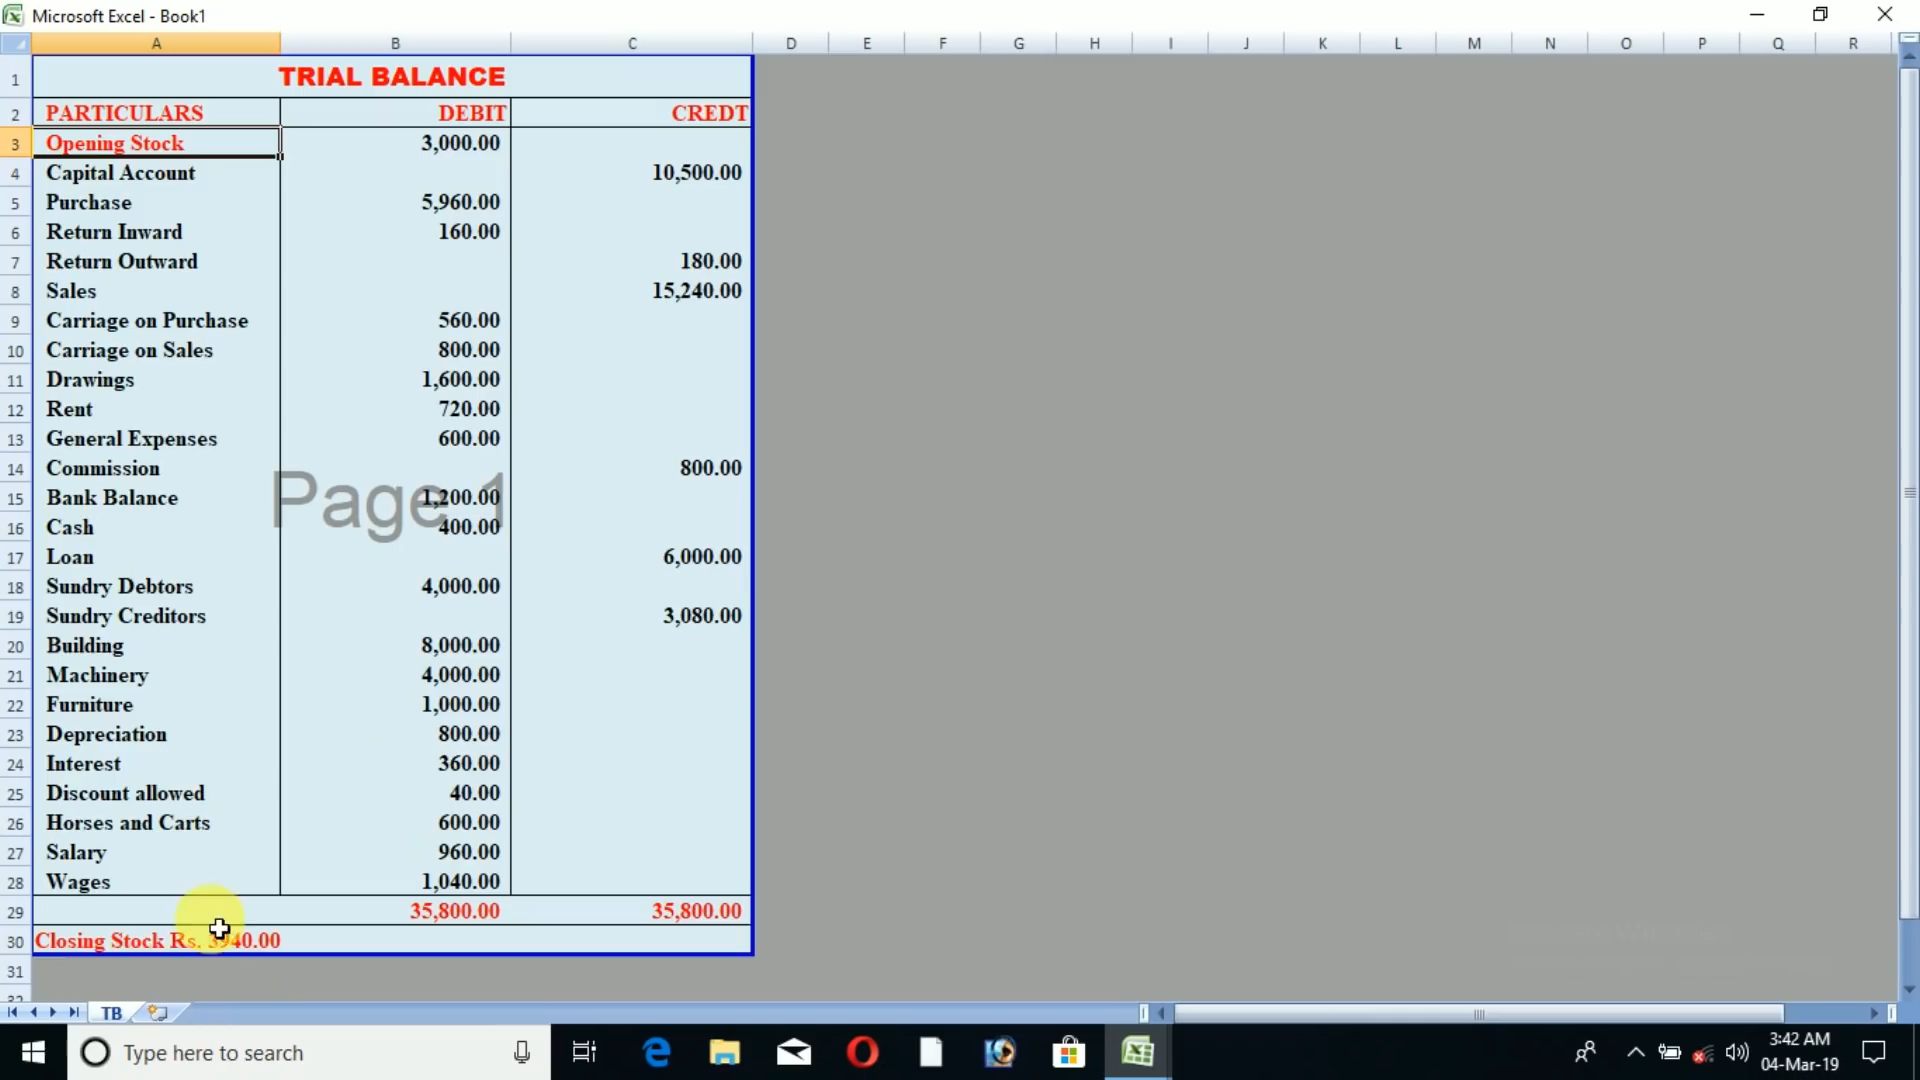 Microsoft Excel - Book1
A B C D E F G H I J K L M N O P Q R
1 TRIAL BALANCE
2 PARTICULARS DEBIT CREDT
3 Opening Stock 3,000.00
4 Capital Account 10,500.00
5 Purchase 5,960.00
6 Return Inward 160.00
7 Return Outward 180.00
8 Sales 15,240.00
9 Carriage on Purchase 560.00
10 Carriage on Sales 800.00
11 Drawings 1,600.00
12 Rent 720.00
13 General Expenses 600.00
14 Commission 800.00
Page 1
15 Bank Balance 1,200.00
16 Cash 400.00
17 Loan 6,000.00
18 Sundry Debtors 4,000.00
19 Sundry Creditors 3,080.00
20 Building 8,000.00
21 Machinery 4,000.00
22 Furniture 1,000.00
23 Depreciation 800.00
24 Interest 360.00
25 Discount allowed 40.00
26 Horses and Carts 600.00
27 Salary 960.00
28 Wages 1,040.00
29 35,800.00 35,800.00
30 Closing Stock Rs. 3940.00
31
32
TB
Type here to search
3:42 AM
04-Mar-19